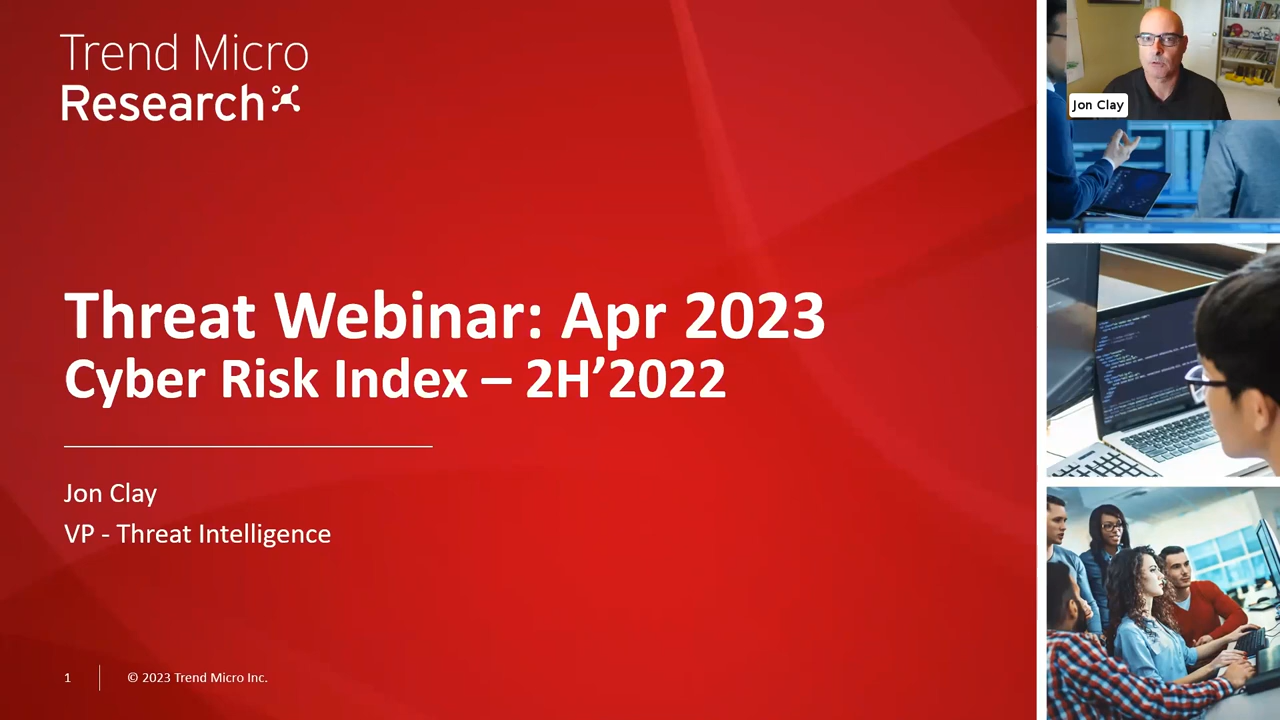 Trend Micro
Research
Jon Clay
Threat Webinar: Apr 2023
Cyber Risk Index – 2H’2022
Jon Clay
VP - Threat Intelligence
1
© 2023 Trend Micro Inc.